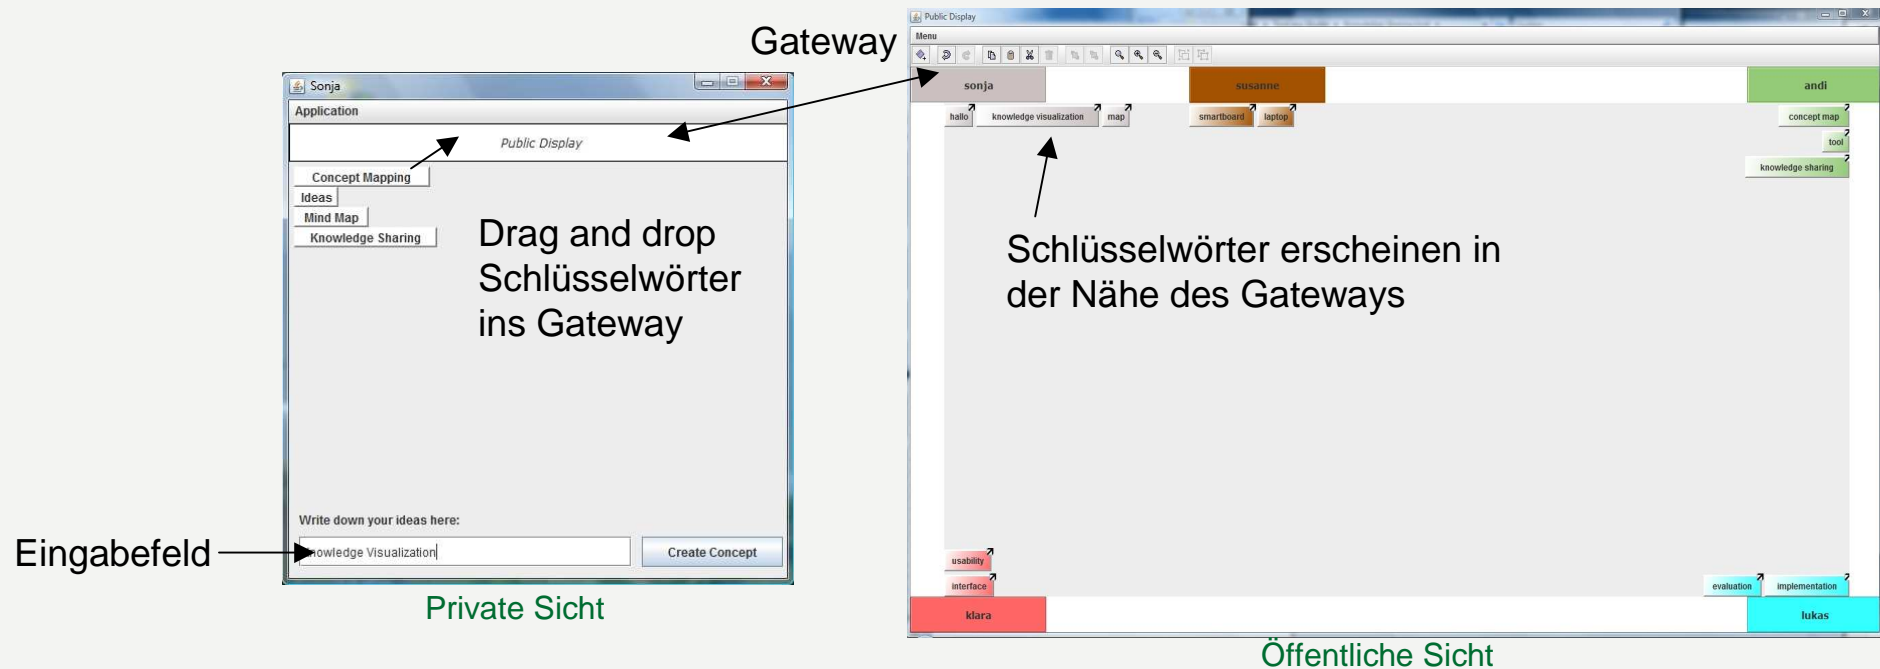 Gateway
Sonja
Application
Public Display
Concept Mapping
Ideas
Mind Map
Knowledge Sharing
Drag and drop
Schlüsselwörter
ins Gateway
Write down your ideas here:
Eingabefeld
nowledge Visualization
Create Concept
Private Sicht
Public Display
Menu
sonja
susanne
andi
hallo
knowledge visualization
map
smartboard
laptop
concept map
tool
knowledge sharing
Schlüsselwörter erscheinen in
der Nähe des Gateways
usability
interface
evaluation
implementation
klara
lukas
Öffentliche Sicht